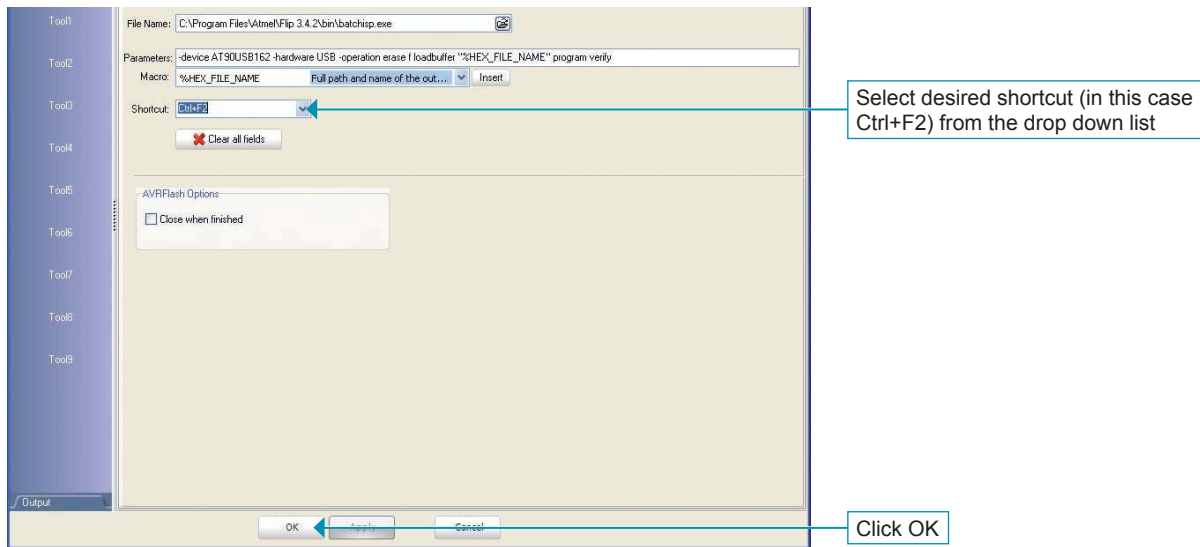 Tool1
File Name: C:\Program Files\Atmel\Flip 3.4.2\bin\batchisp.exe
Tool2
Parameters: -device AT90USB162 -hardware USB -operation erase f loadbuffer "%HEX_FILE_NAME" program verify
Macro: %HEX_FILE_NAME Full path and name of the out... Insert
Tool3
Shortcut: Ctrl+F2
Select desired shortcut (in this case
Ctrl+F2) from the drop down list
Clear all fields
Tool4
Tool5
AVRFlash Options
Close when finished
Tool6
Tool7
Tool8
Tool9
Output
OK Apply Cancel
Click OK